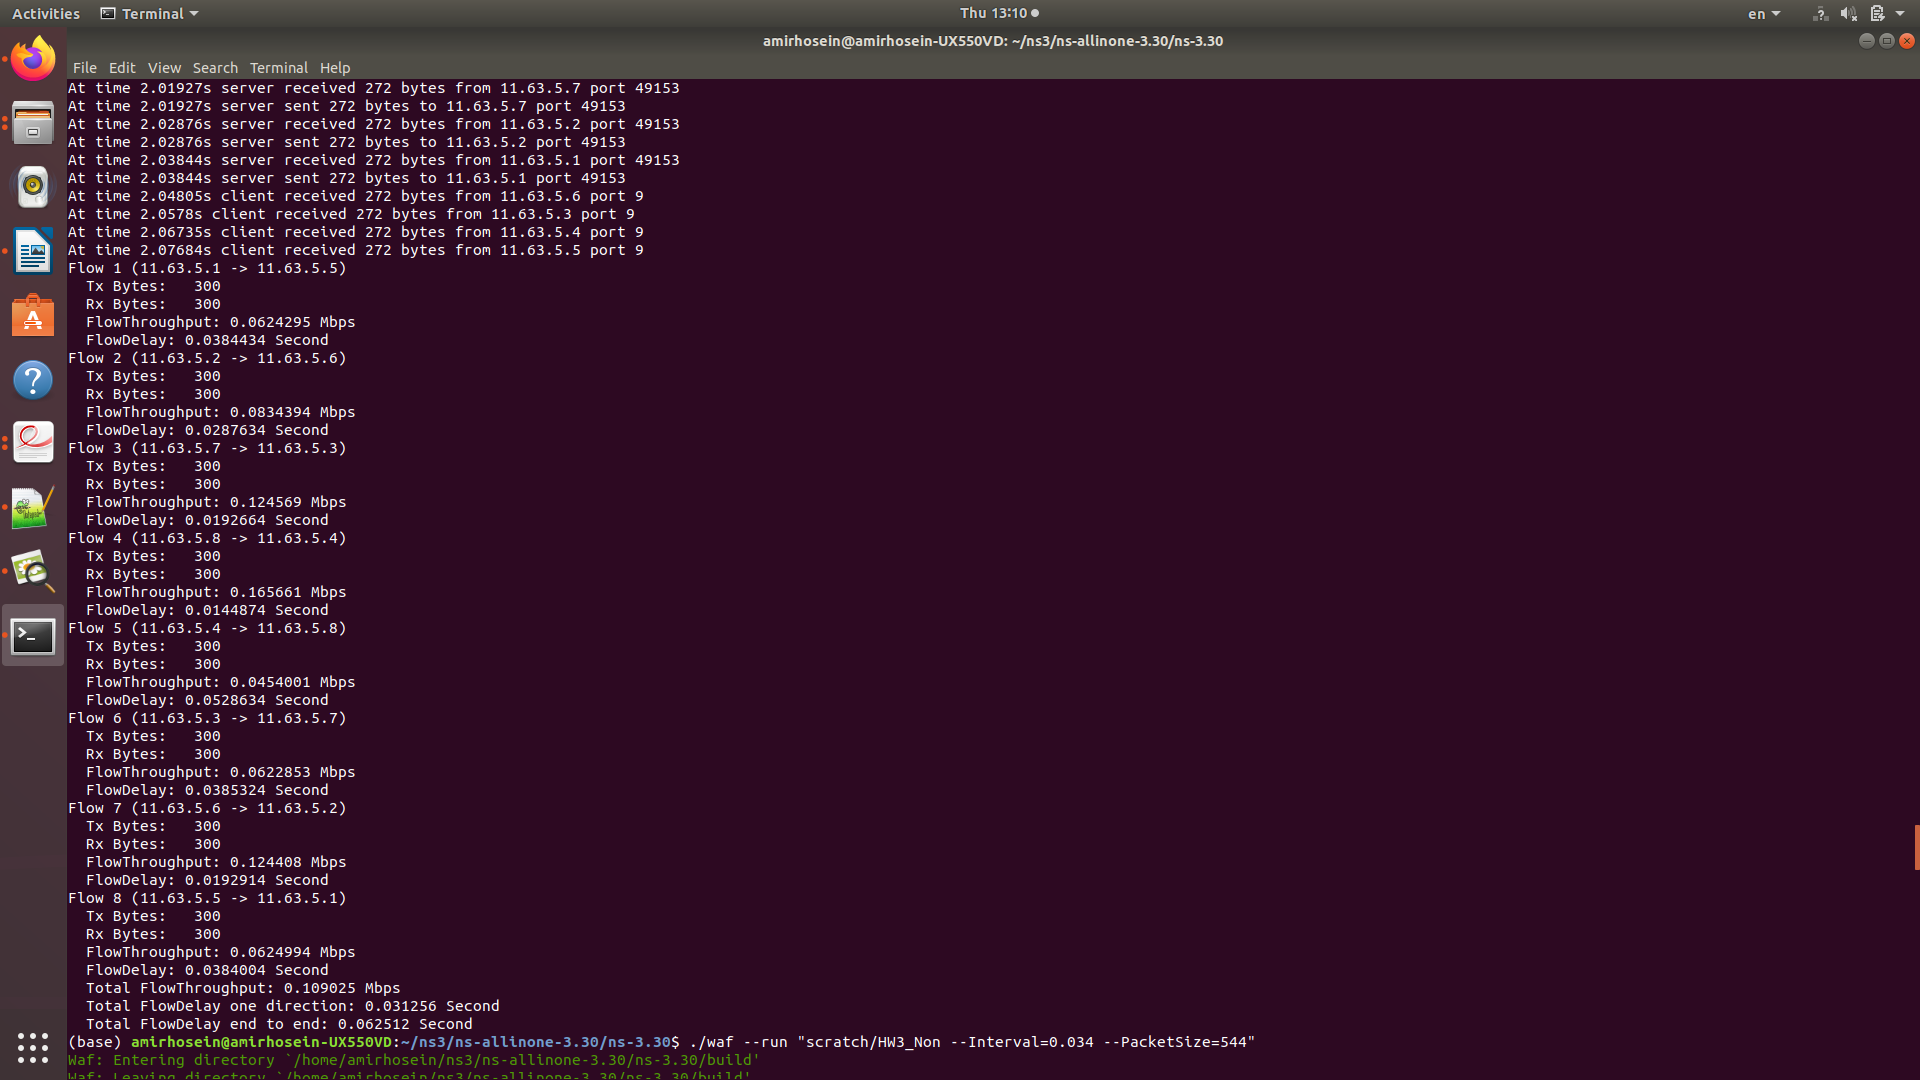 Activities Terminal Thu 13:10 en
amirhosein@amirhosein-UX550VD: ~/ns3/ns-allinone-3.30/ns-3.30
File Edit View Search Terminal Help
At time 2.01927s server received 272 bytes from 11.63.5.7 port 49153
At time 2.01927s server sent 272 bytes to 11.63.5.7 port 49153
At time 2.02876s server received 272 bytes from 11.63.5.2 port 49153
At time 2.02876s server sent 272 bytes to 11.63.5.2 port 49153
At time 2.03844s server received 272 bytes from 11.63.5.1 port 49153
At time 2.03844s server sent 272 bytes to 11.63.5.1 port 49153
At time 2.04805s client received 272 bytes from 11.63.5.6 port 9
At time 2.0578s client received 272 bytes from 11.63.5.3 port 9
At time 2.06735s client received 272 bytes from 11.63.5.4 port 9
At time 2.07684s client received 272 bytes from 11.63.5.5 port 9
Flow 1 (11.63.5.1 -> 11.63.5.5)
  Tx Bytes:   300
  Rx Bytes:   300
  FlowThroughput: 0.0624295 Mbps
  FlowDelay: 0.0384434 Second
Flow 2 (11.63.5.2 -> 11.63.5.6)
  Tx Bytes:   300
  Rx Bytes:   300
  FlowThroughput: 0.0834394 Mbps
  FlowDelay: 0.0287634 Second
Flow 3 (11.63.5.7 -> 11.63.5.3)
  Tx Bytes:   300
  Rx Bytes:   300
  FlowThroughput: 0.124569 Mbps
  FlowDelay: 0.0192664 Second
Flow 4 (11.63.5.8 -> 11.63.5.4)
  Tx Bytes:   300
  Rx Bytes:   300
  FlowThroughput: 0.165661 Mbps
  FlowDelay: 0.0144874 Second
Flow 5 (11.63.5.4 -> 11.63.5.8)
  Tx Bytes:   300
  Rx Bytes:   300
  FlowThroughput: 0.0454001 Mbps
  FlowDelay: 0.0528634 Second
Flow 6 (11.63.5.3 -> 11.63.5.7)
  Tx Bytes:   300
  Rx Bytes:   300
  FlowThroughput: 0.0622853 Mbps
  FlowDelay: 0.0385324 Second
Flow 7 (11.63.5.6 -> 11.63.5.2)
  Tx Bytes:   300
  Rx Bytes:   300
  FlowThroughput: 0.124408 Mbps
  FlowDelay: 0.0192914 Second
Flow 8 (11.63.5.5 -> 11.63.5.1)
  Tx Bytes:   300
  Rx Bytes:   300
  FlowThroughput: 0.0624994 Mbps
  FlowDelay: 0.0384004 Second
  Total FlowThroughput: 0.109025 Mbps
  Total FlowDelay one direction: 0.031256 Second
  Total FlowDelay end to end: 0.062512 Second
(base) amirhosein@amirhosein-UX550VD:~/ns3/ns-allinone-3.30/ns-3.30$ ./waf --run "scratch/HW3_Non --Interval=0.034 --PacketSize=544"
Waf: Entering directory `/home/amirhosein/ns3/ns-allinone-3.30/ns-3.30/build'
Waf: Leaving directory `/home/amirhosein/ns3/ns-allinone-3.30/ns-3.30/build'